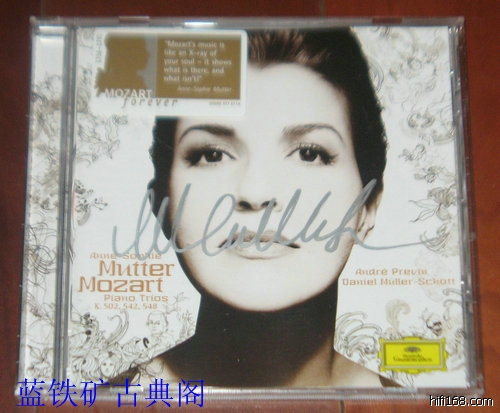 "Mozart's music is
like an X-ray of
your soul – it shows
what is there, and
what isn't!"
Anne-Sophie Mutter
MOZART
forever
Anne-Sophie
Mutter
Mozart
Piano Trios
K. 502, 542, 548
André Previn
Daniel Müller-Schott
Deutsche
Grammophon
蓝铁矿古典阁
hifi168.com